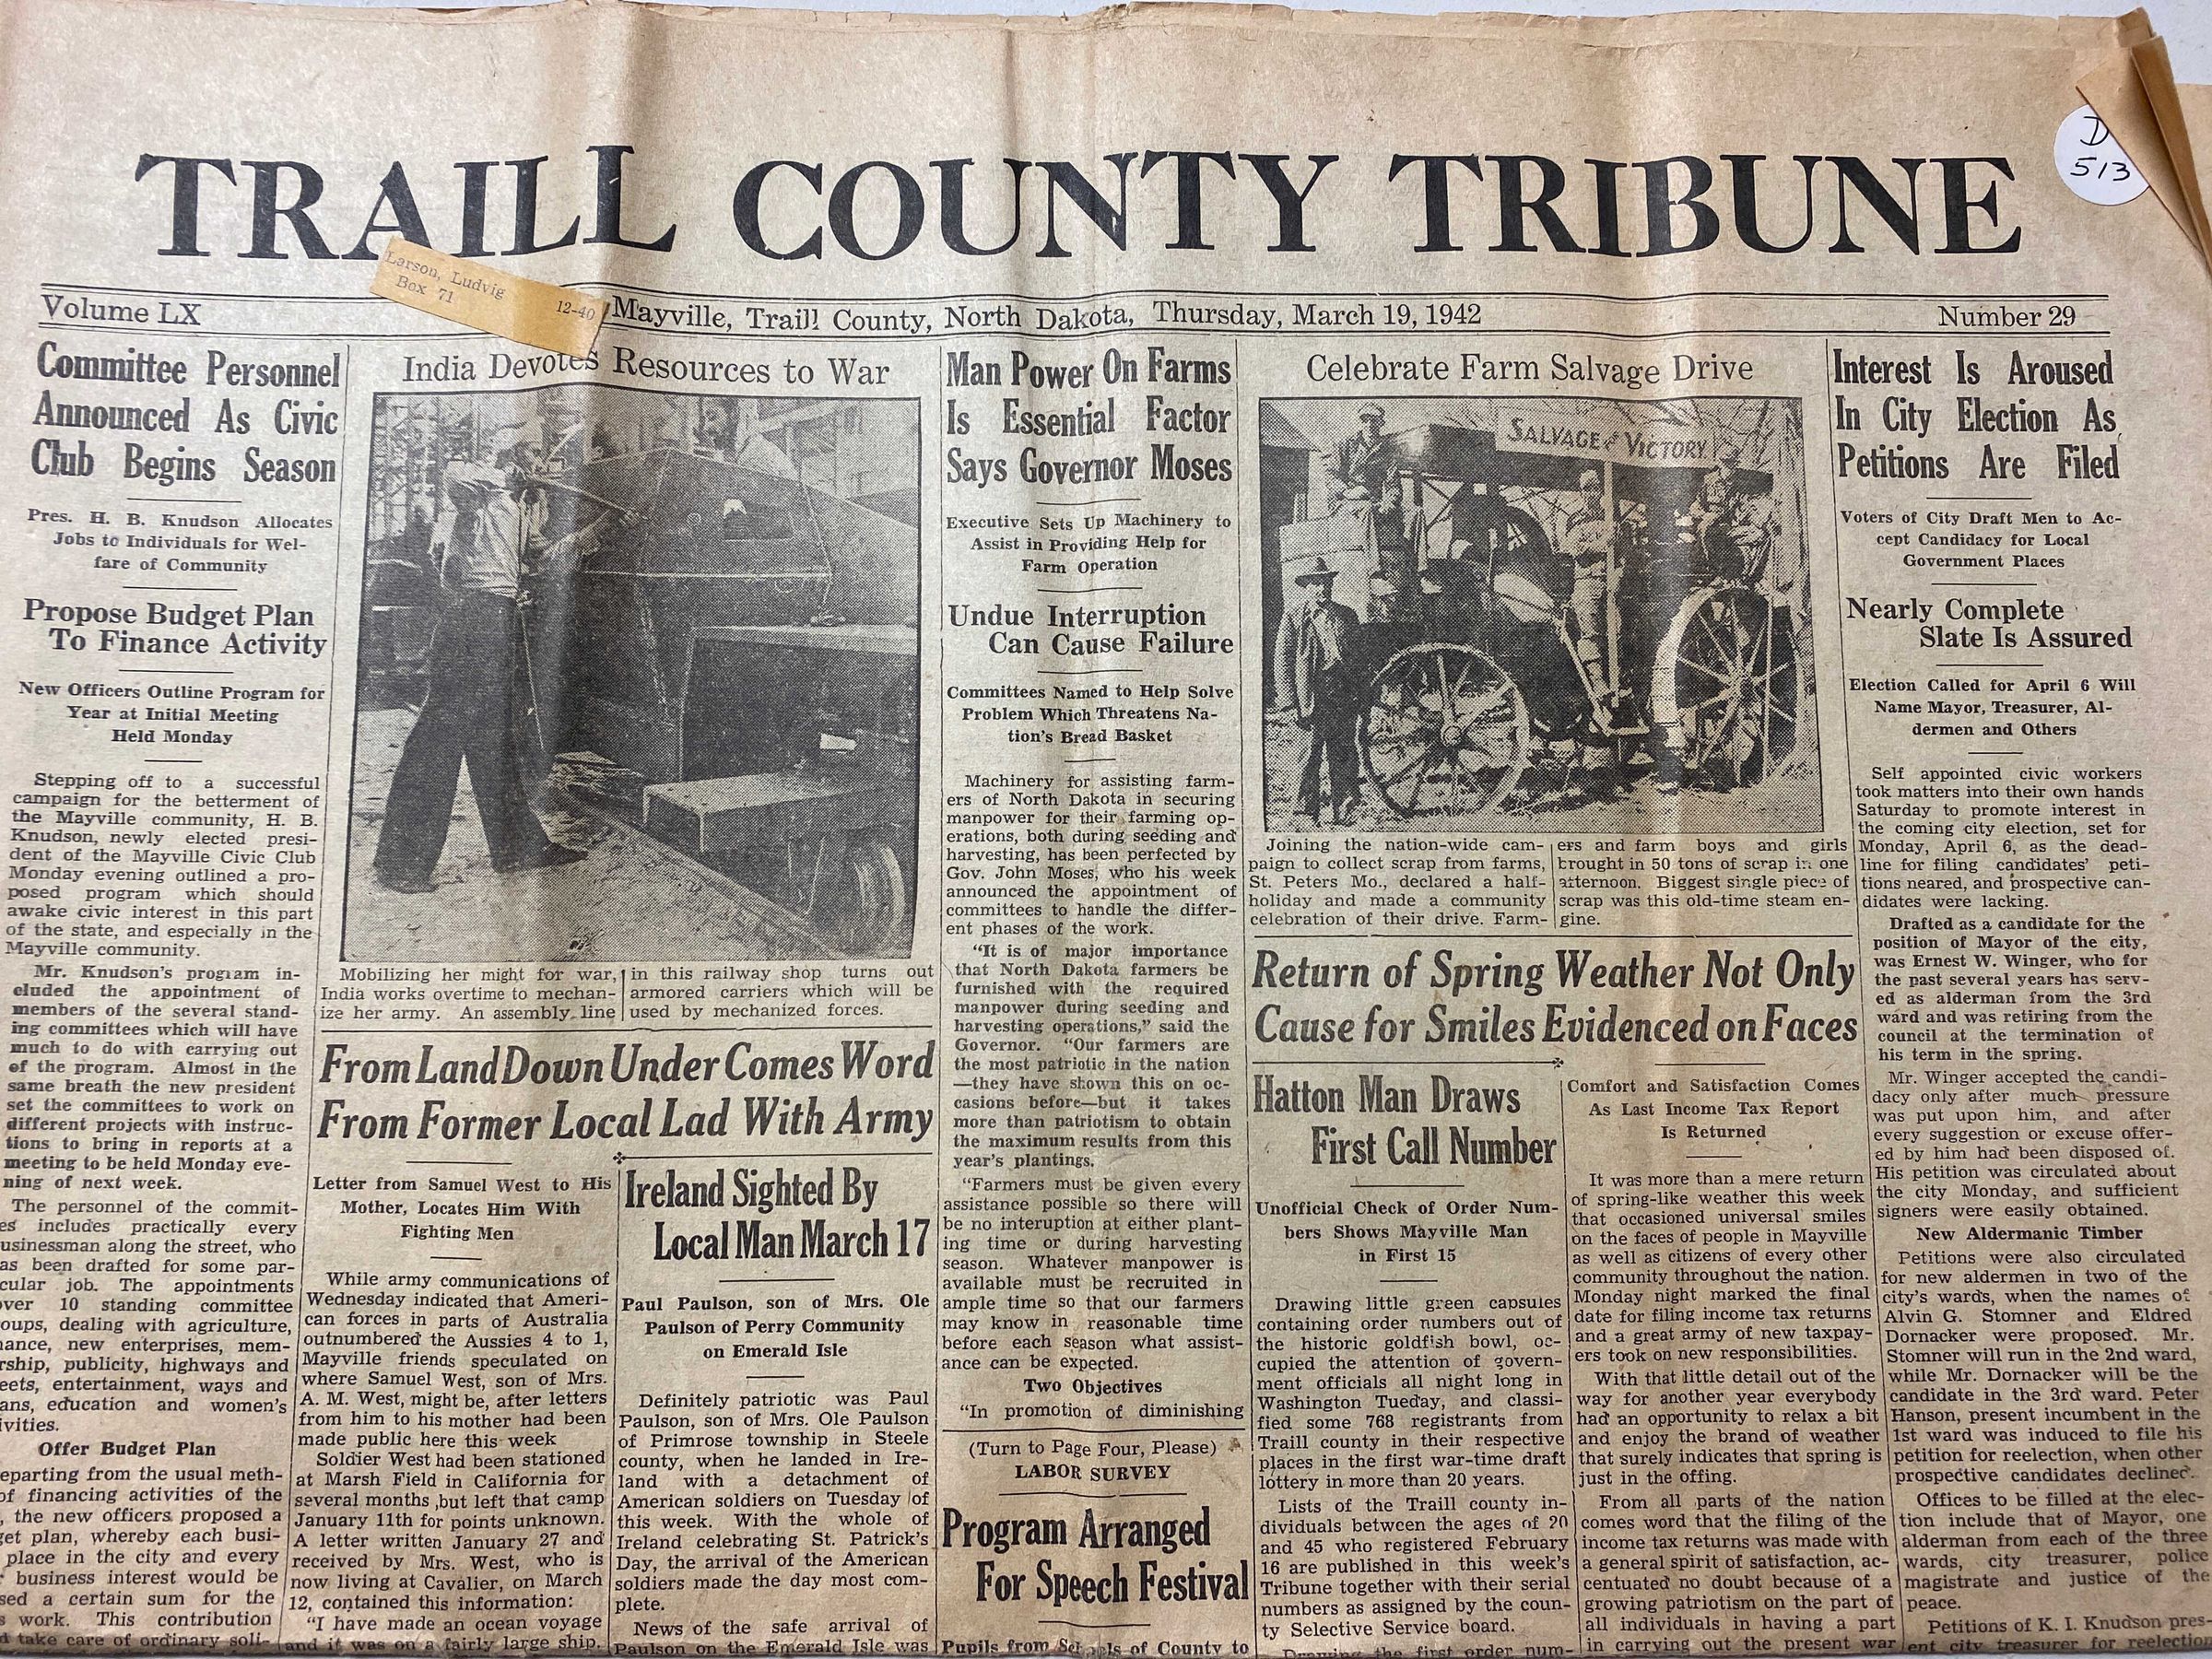 TRAILL COUNTY TRIBUNE
D
513
Larson, Ludvig
Box 71
12-40
Volume LX
Mayville, Traill County, North Dakota, Thursday, March 19, 1942
Number 29
Committee Personnel
Announced As Civic
Club Begins Season
Pres. H. B. Knudson Allocates
Jobs to Individuals for Wel-
fare of Community
Propose Budget Plan
To Finance Activity
New Officers Outline Program for
Year at Initial Meeting
Held Monday
Stepping off to a successful
campaign for the betterment of
the Mayville community, H. B.
Knudson, newly elected presi-
dent of the Mayville Civic Club
Monday evening outlined a pro-
posed program which should
awake civic interest in this part
of the state, and especially in the
Mayville community.
Mr. Knudson's program in-
cluded the appointment of
members of the several stand-
ing committees which will have
much to do with carrying out
of the program. Almost in the
same breath the new president
set the committees to work on
different projects with instruc-
tions to bring in reports at a
meeting to be held Monday eve-
ning of next week.
The personnel of the commit-
es includes practically every
usinessman along the street, who
as been drafted for some par-
cular job. The appointments
over 10 standing committee
oups, dealing with agriculture,
nance, new enterprises, mem-
rship, publicity, highways and
eets, entertainment, ways and
ans, education and women's
ivities.
Offer Budget Plan
eparting from the usual meth-
of financing activities of the
, the new officers proposed a
get plan, whereby each busi-
place in the city and every
business interest would be
sed a certain sum for the
s work. This contribution
d take care of ordinary soli-
India Devotes Resources to War
Mobilizing her might for war,
India works overtime to mechan-
ize her army. An assembly line
in this railway shop turns out
armored carriers which will be
used by mechanized forces.
From Land Down Under Comes Word
From Former Local Lad With Army
Letter from Samuel West to His
Mother, Locates Him With
Fighting Men
While army communications of
Wednesday indicated that Ameri-
can forces in parts of Australia
outnumbered the Aussies 4 to 1,
Mayville friends speculated on
where Samuel West, son of Mrs.
A. M. West, might be, after letters
from him to his mother had been
made public here this week
Soldier West had been stationed
at Marsh Field in California for
several months ,but left that camp
January 11th for points unknown.
A letter written January 27 and
received by Mrs. West, who is
now living at Cavalier, on March
12, contained this information:
"I have made an ocean voyage
and it was on a fairly large ship.
Ireland Sighted By
Local Man March 17
Paul Paulson, son of Mrs. Ole
Paulson of Perry Community
on Emerald Isle
Definitely patriotic was Paul
Paulson, son of Mrs. Ole Paulson
of Primrose township in Steele
county, when he landed in Ire-
land with a detachment of
American soldiers on Tuesday of
this week. With the whole of
Ireland celebrating St. Patrick's
Day, the arrival of the American
soldiers made the day most com-
plete.
News of the safe arrival of
Paulson on the Emerald Isle was
Man Power On Farms
Is Essential Factor
Says Governor Moses
Executive Sets Up Machinery to
Assist in Providing Help for
Farm Operation
Undue Interruption
Can Cause Failure
Committees Named to Help Solve
Problem Which Threatens Na-
tion's Bread Basket
Machinery for assisting farm-
ers of North Dakota in securing
manpower for their farming op-
erations, both during seeding and
harvesting, has been perfected by
Gov. John Moses, who his week
announced the appointment of
committees to handle the differ-
ent phases of the work.
"It is of major importance
that North Dakota farmers be
furnished with the required
manpower during seeding and
harvesting operations," said the
Governor. "Our farmers are
the most patriotic in the nation
—they have shown this on oc-
casions before—but it takes
more than patriotism to obtain
the maximum results from this
year's plantings.
"Farmers must be given every
assistance possible so there will
be no interuption at either plant-
ing time or during harvesting
season. Whatever manpower is
available must be recruited in
ample time so that our farmers
may know in reasonable time
before each season what assist-
ance can be expected.
Two Objectives
"In promotion of diminishing
(Turn to Page Four, Please)
LABOR SURVEY
Program Arranged
For Speech Festival
Pupils from Schools of County to
Celebrate Farm Salvage Drive
SALVAGE for VICTORY
Joining the nation-wide cam-
paign to collect scrap from farms,
St. Peters Mo., declared a half-
holiday and made a community
celebration of their drive. Farm-
ers and farm boys and girls
brought in 50 tons of scrap in one
afternoon. Biggest single piece of
scrap was this old-time steam en-
gine.
Return of Spring Weather Not Only
Cause for Smiles Evidenced on Faces
Hatton Man Draws
First Call Number
Unofficial Check of Order Num-
bers Shows Mayville Man
in First 15
Drawing little green capsules
containing order numbers out of
the historic goldfish bowl, oc-
cupied the attention of govern-
ment officials all night long in
Washington Tueday, and classi-
fied some 768 registrants from
Traill county in their respective
places in the first war-time draft
lottery in more than 20 years.
Lists of the Traill county in-
dividuals between the ages of 20
and 45 who registered February
16 are published in this week's
Tribune together with their serial
numbers as assigned by the coun-
ty Selective Service board.
Drawing the first order num-
Comfort and Satisfaction Comes
As Last Income Tax Report
Is Returned
It was more than a mere return
of spring-like weather this week
that occasioned universal smiles
on the faces of people in Mayville
as well as citizens of every other
community throughout the nation.
Monday night marked the final
date for filing income tax returns
and a great army of new taxpay-
ers took on new responsibilities.
With that little detail out of the
way for another year everybody
had an opportunity to relax a bit
and enjoy the brand of weather
that surely indicates that spring is
just in the offing.
From all parts of the nation
comes word that the filing of the
income tax returns was made with
a general spirit of satisfaction, ac-
centuated no doubt because of a
growing patriotism on the part of
all individuals in having a part
in carrying out the present war
Interest Is Aroused
In City Election As
Petitions Are Filed
Voters of City Draft Men to Ac-
cept Candidacy for Local
Government Places
Nearly Complete
Slate Is Assured
Election Called for April 6 Will
Name Mayor, Treasurer, Al-
dermen and Others
Self appointed civic workers
took matters into their own hands
Saturday to promote interest in
the coming city election, set for
Monday, April 6, as the dead-
line for filing candidates' peti-
tions neared, and prospective can-
didates were lacking.
Drafted as a candidate for the
position of Mayor of the city,
was Ernest W. Winger, who for
the past several years has serv-
ed as alderman from the 3rd
ward and was retiring from the
council at the termination of
his term in the spring.
Mr. Winger accepted the candi-
dacy only after much pressure
was put upon him, and after
every suggestion or excuse offer-
ed by him had been disposed of.
His petition was circulated about
the city Monday, and sufficient
signers were easily obtained.
New Aldermanic Timber
Petitions were also circulated
for new aldermen in two of the
city's wards, when the names of
Alvin G. Stomner and Eldred
Dornacker were proposed. Mr.
Stomner will run in the 2nd ward,
while Mr. Dornacker will be the
candidate in the 3rd ward. Peter
Hanson, present incumbent in the
1st ward was induced to file his
petition for reelection, when other
prospective candidates declined.
Offices to be filled at the elec-
tion include that of Mayor, one
alderman from each of the three
wards, city treasurer, police
magistrate and justice of the
peace.
Petitions of K. I. Knudson pres-
ent city treasurer for reelection